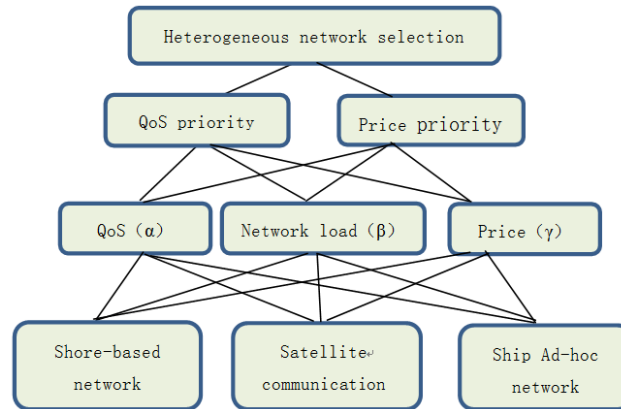 Heterogeneous network selection
QoS priority
Price priority
QoS (α)
Network load (β)
Price (γ)
Shore-based
network
Satellite↵
communication
Ship Ad-hoc
network